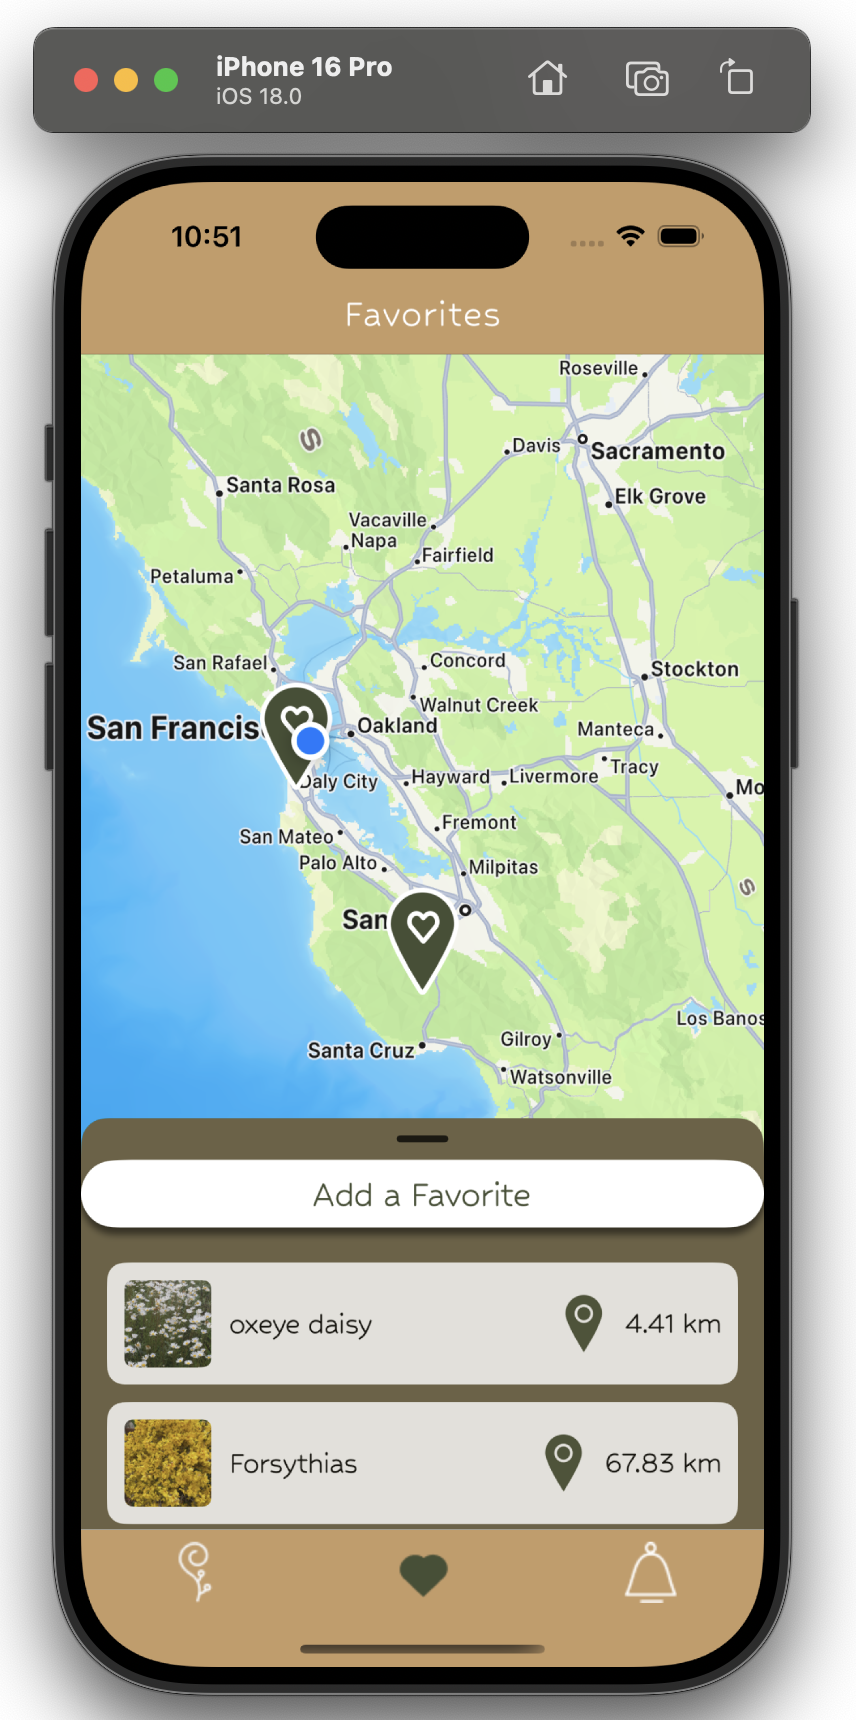 iPhone 16 Pro
iOS 18.0
10:51
Favorites
Roseville
Davis
Sacramento
Santa Rosa
Elk Grove
Vacaville
Napa
Fairfield
Petaluma
San Rafael
Concord
Stockton
Walnut Creek
San Francis
Oakland
Manteca
Tracy
Daly City
Hayward
Livermore
Mo
Fremont
San Mateo
Palo Alto
Milpitas
S
S
San
Los Banos
Gilroy
Santa Cruz
Watsonville
Add a Favorite
oxeye daisy
4.41 km
Forsythias
67.83 km